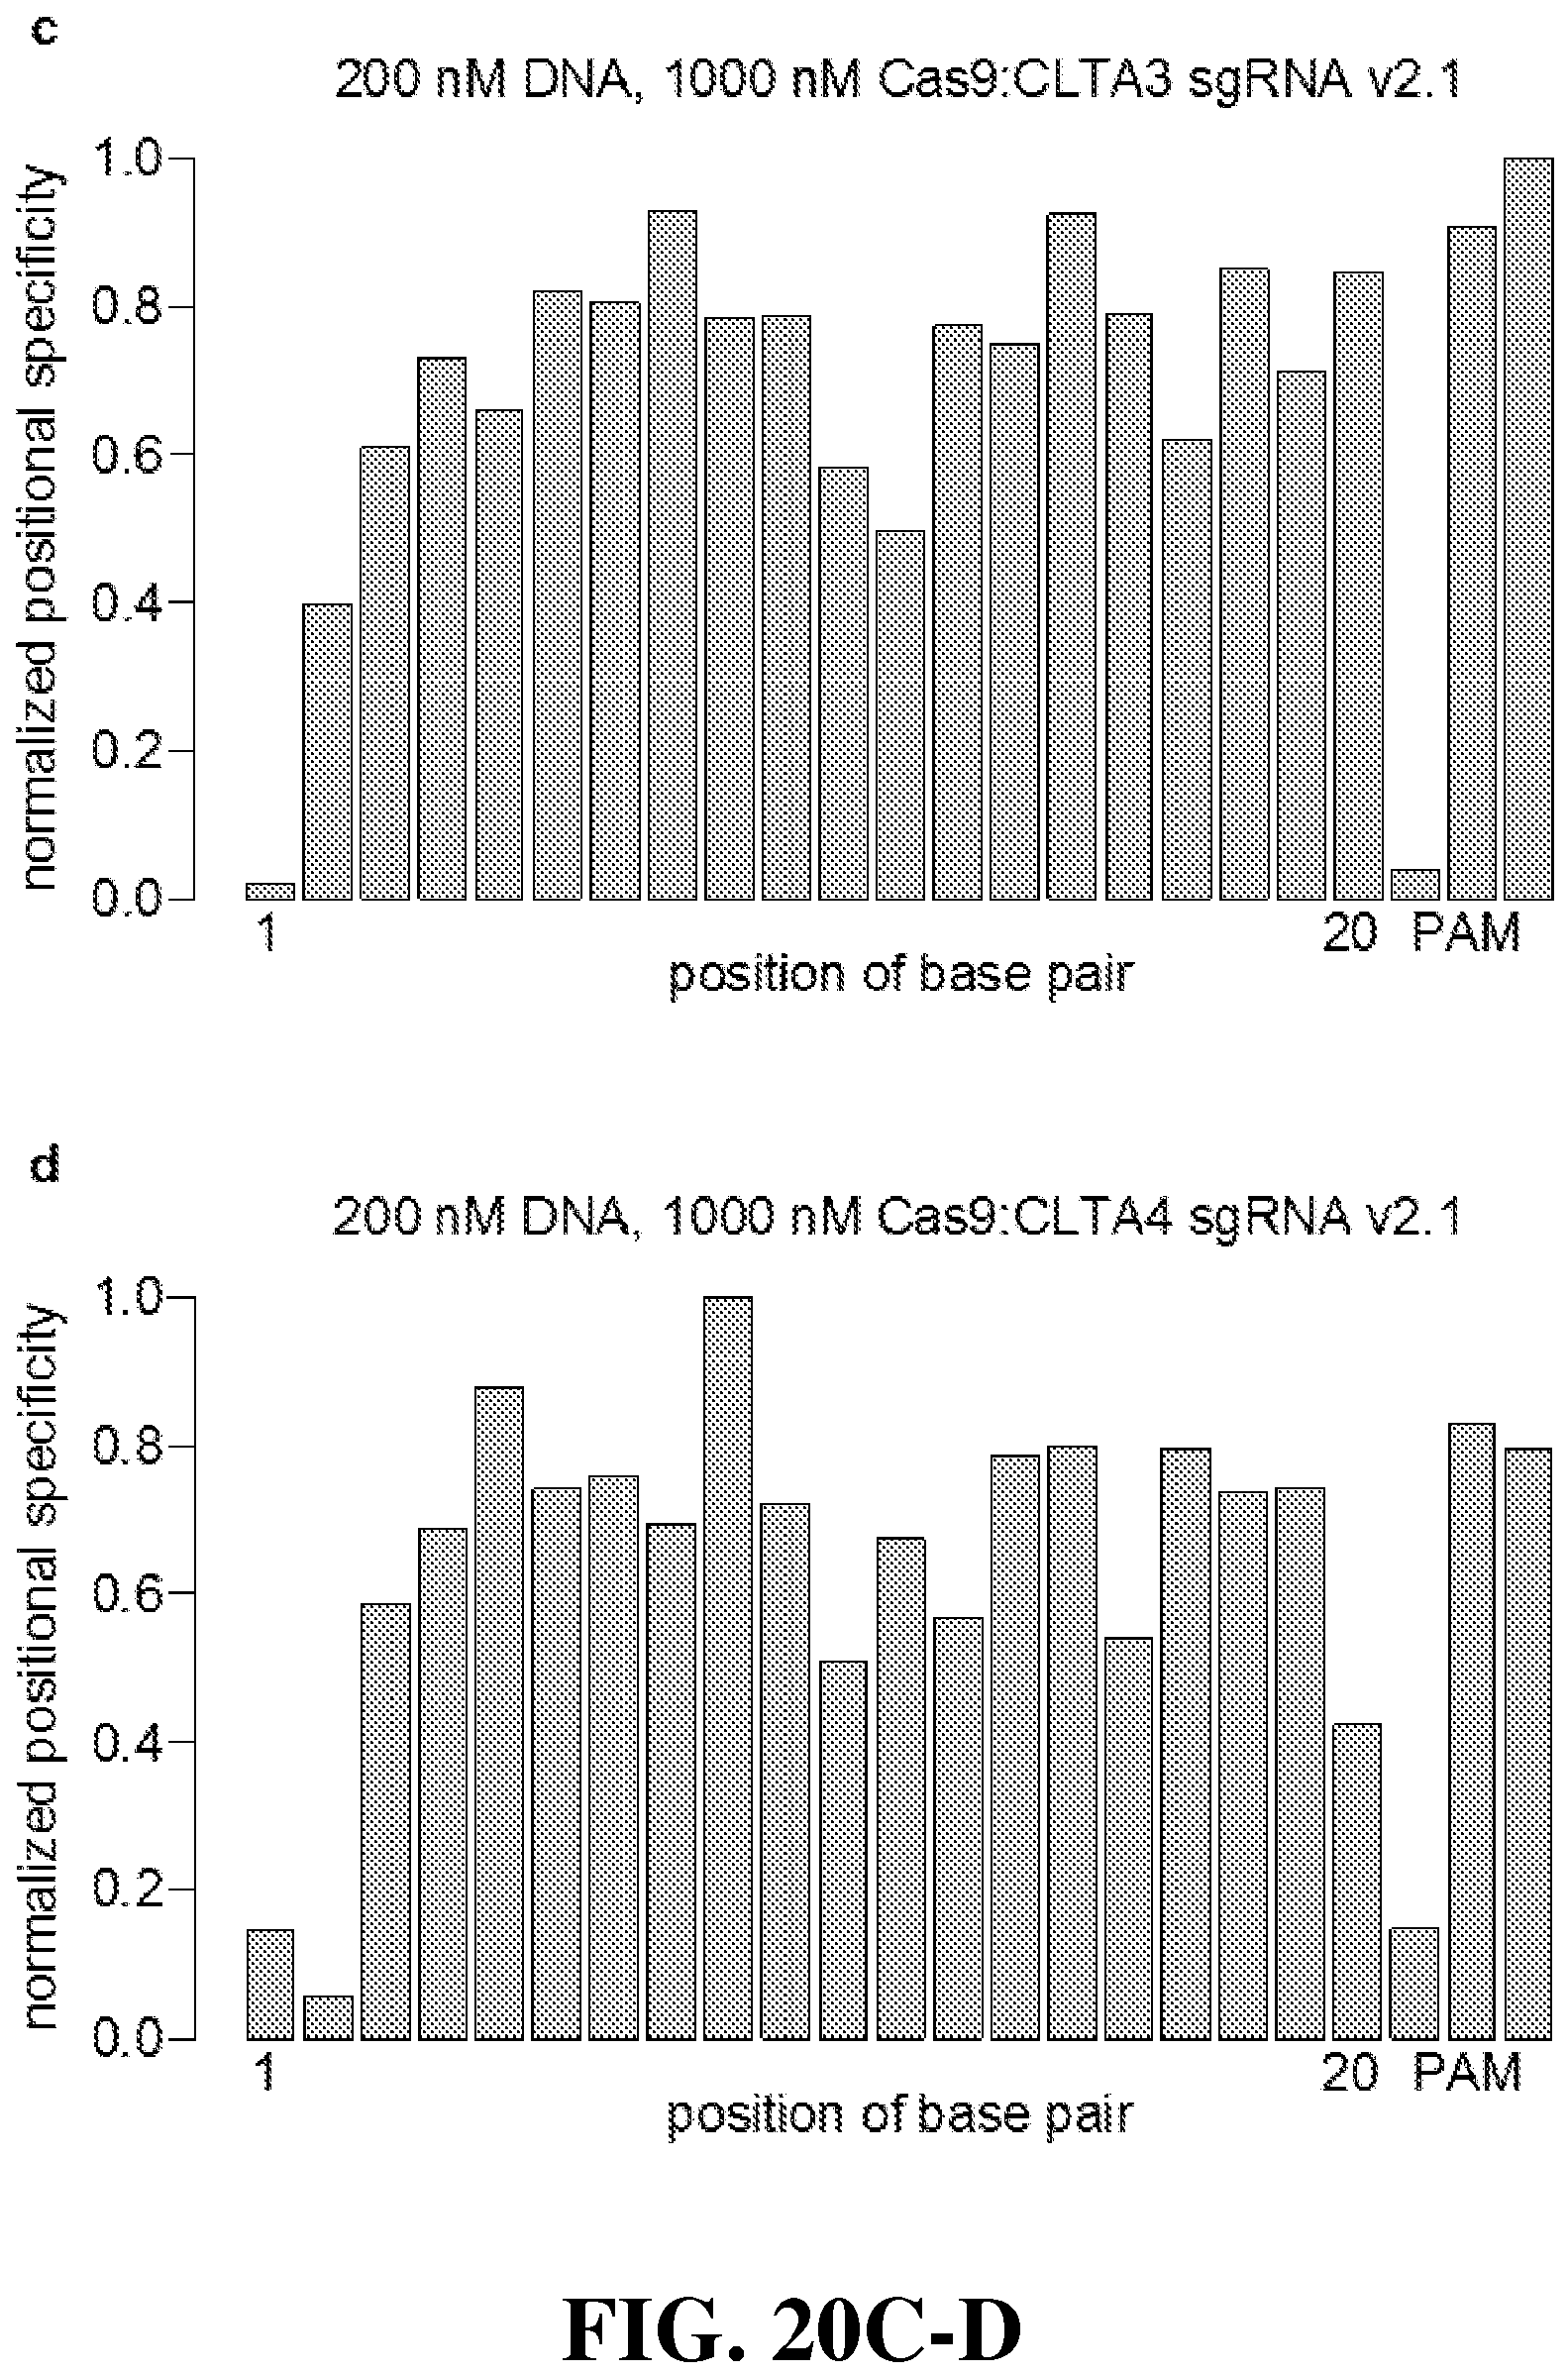 c
200 nM DNA, 1000 nM Cas9:CLTA3 sgRNA v2.1
normalized positional specificity
1.0
0.8
0.6
0.4
0.2
0.0
1
20
PAM
position of base pair
d.
200 nM DNA, 1000 nM Cas9:CLTA4 sgRNA v2.1
normalized positional specificity
1.0
0.8
0.6
0.4
0.2
0.0
1
20
PAM
position of base pair
FIG. 20C-D